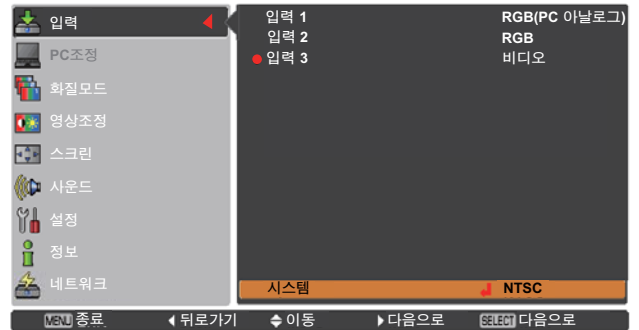 입력
PC조정
화질모드
영상조정
스크린
사운드
설정
정보
네트워크
입력 1 RGB(PC 아날로그)
입력 2 RGB
입력 3 비디오
시스템 NTSC
MENU 종료 뒤로가기 이동 다음으로 SELECT 다음으로